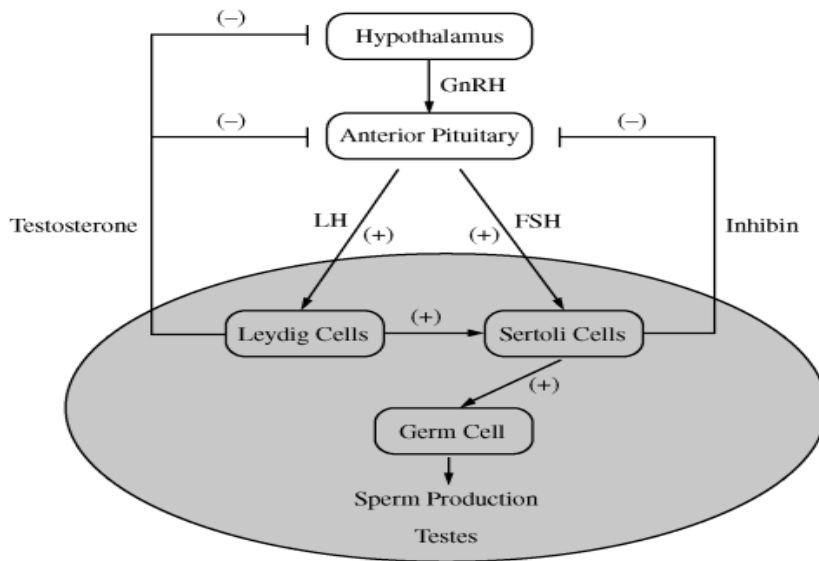 (–)
Hypothalamus
GnRH
(–)
Anterior Pituitary
(–)
Testosterone
LH
(+)
(+)
FSH
Inhibin
Leydig Cells
(+)
Sertoli Cells
(+)
Germ Cell
Sperm Production
Testes